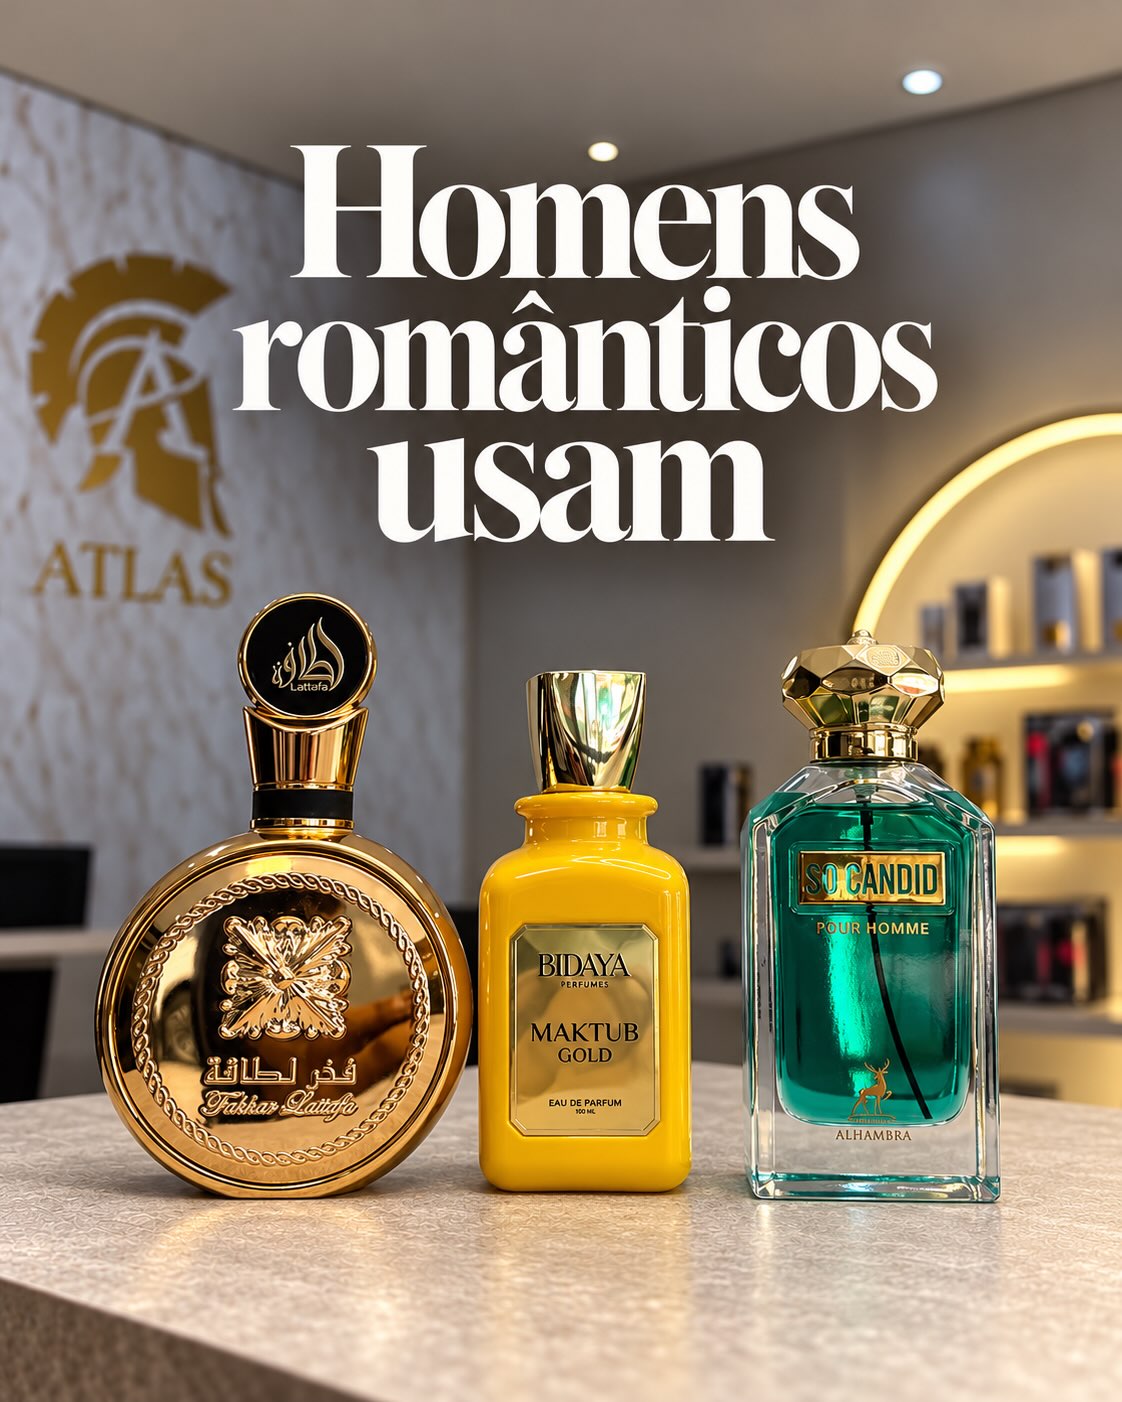 Homens
românticos
usam
ATLAS
لطافة
Lattafa
فخر لطافة
Fakhar Lattafa
BIDAYA
PERFUMES
MAKTUB
GOLD
EAU DE PARFUM
100 ML
SO CANDID
POUR HOMME
ALHAMBRA